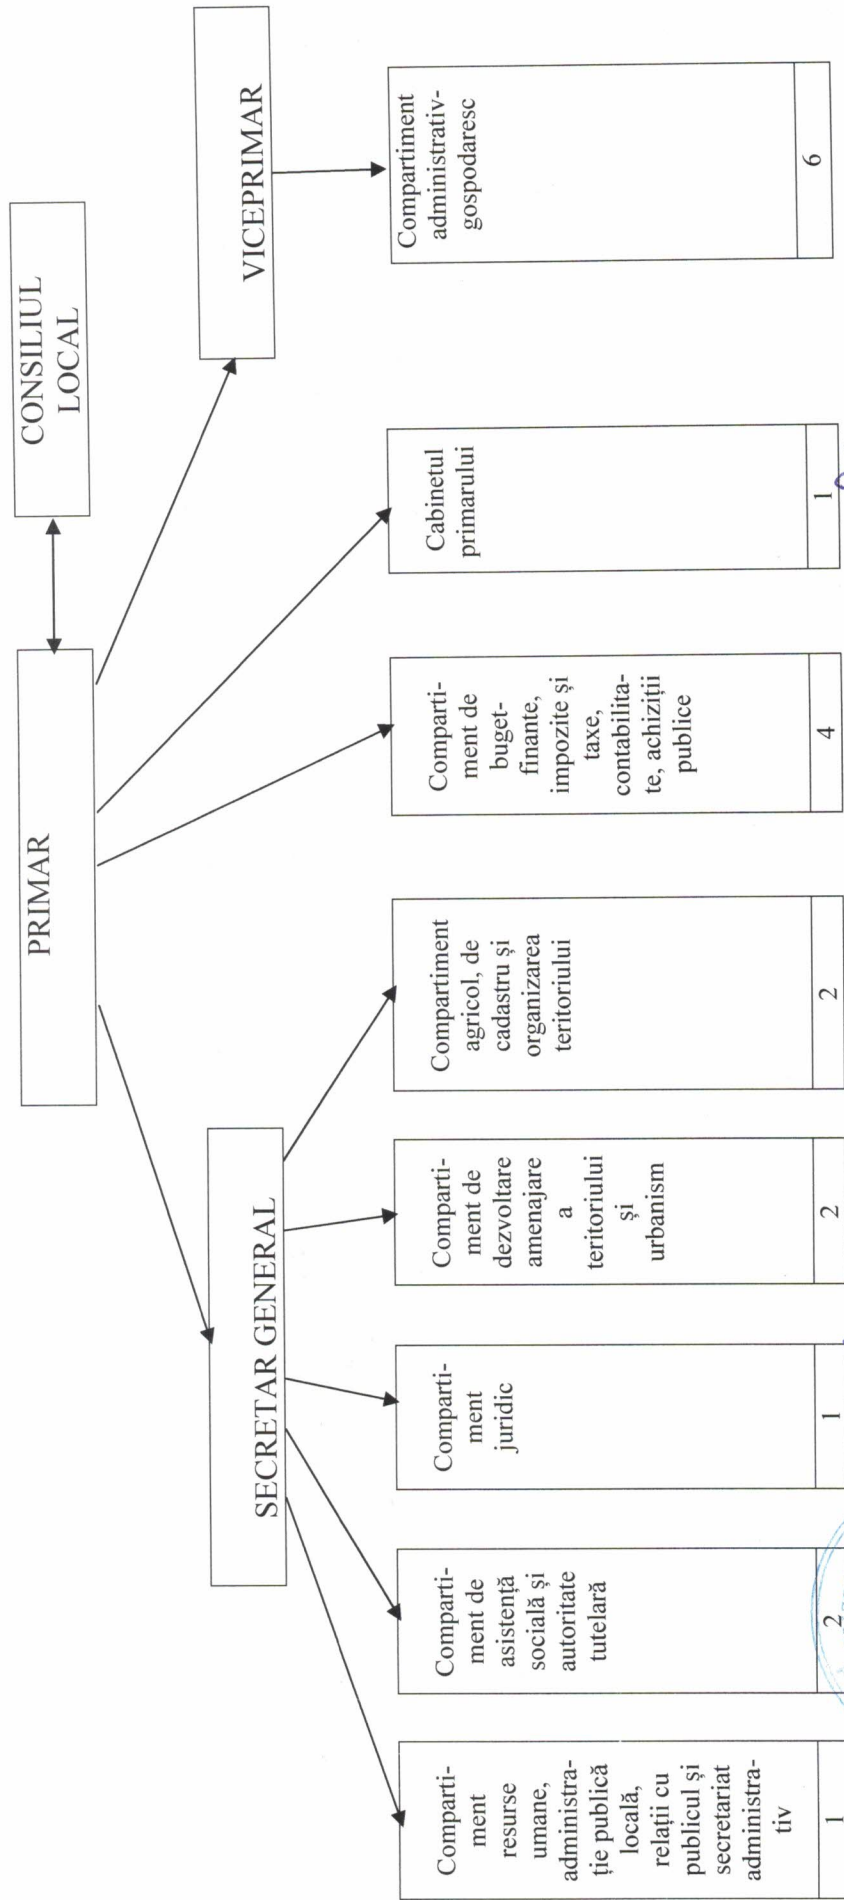 PRIMAR
CONSILIUL
LOCAL
SECRETAR GENERAL
VICEPRIMAR
Comparti-
ment
resurse
umane,
administra-
ție publică
locală,
relații cu
publicul și
secretariat
administra-
tiv
1
Comparti-
ment de
asistență
socială și
autoritate
tutelară
2
Comparti-
ment
juridic
1
Comparti-
ment de
dezvoltare
amenajare
a
teritoriului
și
urbanism
2
Compartiment
agricol, de
cadastru și
organizarea
teritoriului
2
Comparti-
ment de
buget-
finante,
impozite și
taxe,
contabilita-
te, achiziții
publice
4
Cabinetul
primarului
1
Compartiment
administrativ-
gospodaresc
6